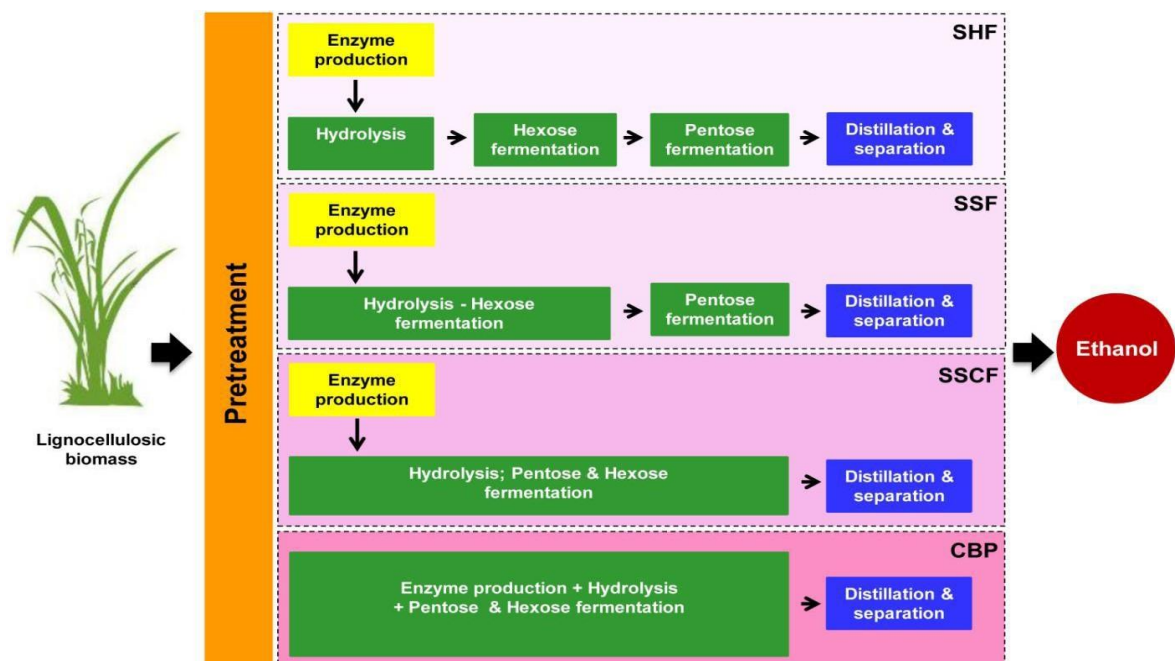 Lignocellulosic
biomass
Pretreatment
SHF
Enzyme
production
Hydrolysis
Hexose
fermentation
Pentose
fermentation
Distillation &
separation
SSF
Enzyme
production
Hydrolysis - Hexose
fermentation
Pentose
fermentation
Distillation &
separation
SSCF
Enzyme
production
Hydrolysis; Pentose & Hexose
fermentation
Distillation &
separation
CBP
Enzyme production + Hydrolysis
+ Pentose & Hexose fermentation
Distillation &
separation
Ethanol